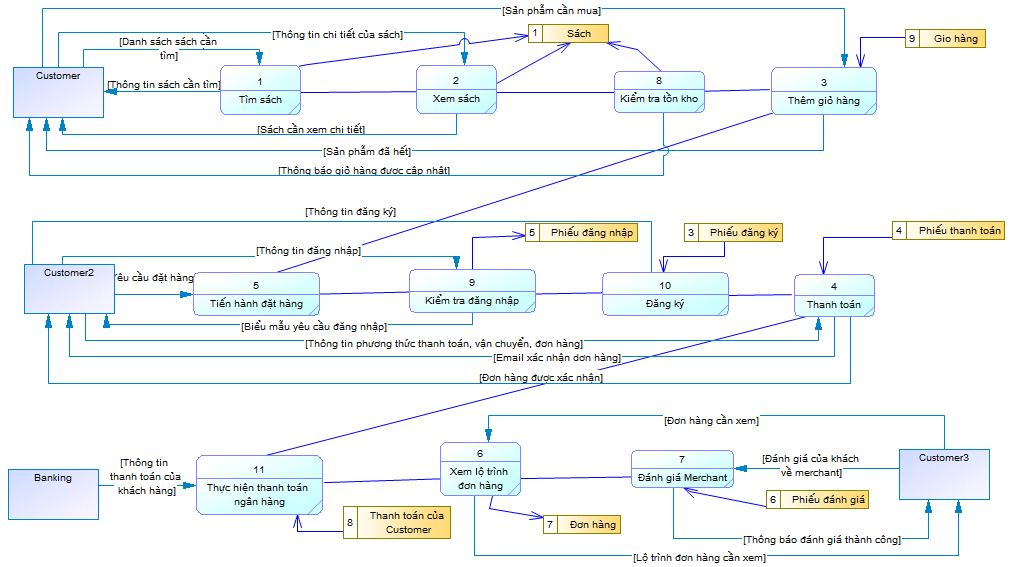 [Sản phẩm cần mua]
[Danh sách sách cần
tìm]
[Thông tin chi tiết của sách]
1 Sách
9 Gio hàng
Customer
[Thông tin sách cần tìm]
1
Tìm sách
2
Xem sách
8
Kiểm tra tồn kho
3
Thêm giỏ hàng
[Sách cần xem chi tiết]
[Sản phẩm đã hết]
[Thông báo giỏ hàng được cập nhật]
[Thông tin đăng ký]
[Thông tin đăng nhập]
5 Phiếu đăng nhập
3 Phiếu đăng ký
4 Phiếu thanh toán
Customer2
Yêu cầu đặt hàng
5
Tiến hành đặt hàng
9
Kiểm tra đăng nhập
10
Đăng ký
4
Thanh toán
[Biểu mẫu yêu cầu đăng nhập]
[Thông tin phương thức thanh toán, vận chuyển, đơn hàng]
[Email xác nhận dơn hàng]
[Đơn hàng được xác nhận]
[Đơn hàng cần xem]
Banking
[Thông tin
thanh toán của
khách hàng]
11
Thực hiện thanh toán
ngân hàng
6
Xem lộ trình
đơn hàng
7
Đánh giá Merchant
[Đánh giá của khách
về merchant]
Customer3
8 Thanh toán của
Customer
7 Đơn hàng
6 Phiếu đánh giá
[Thông báo đánh giá thành công]
[Lộ trình đơn hàng cần xem]